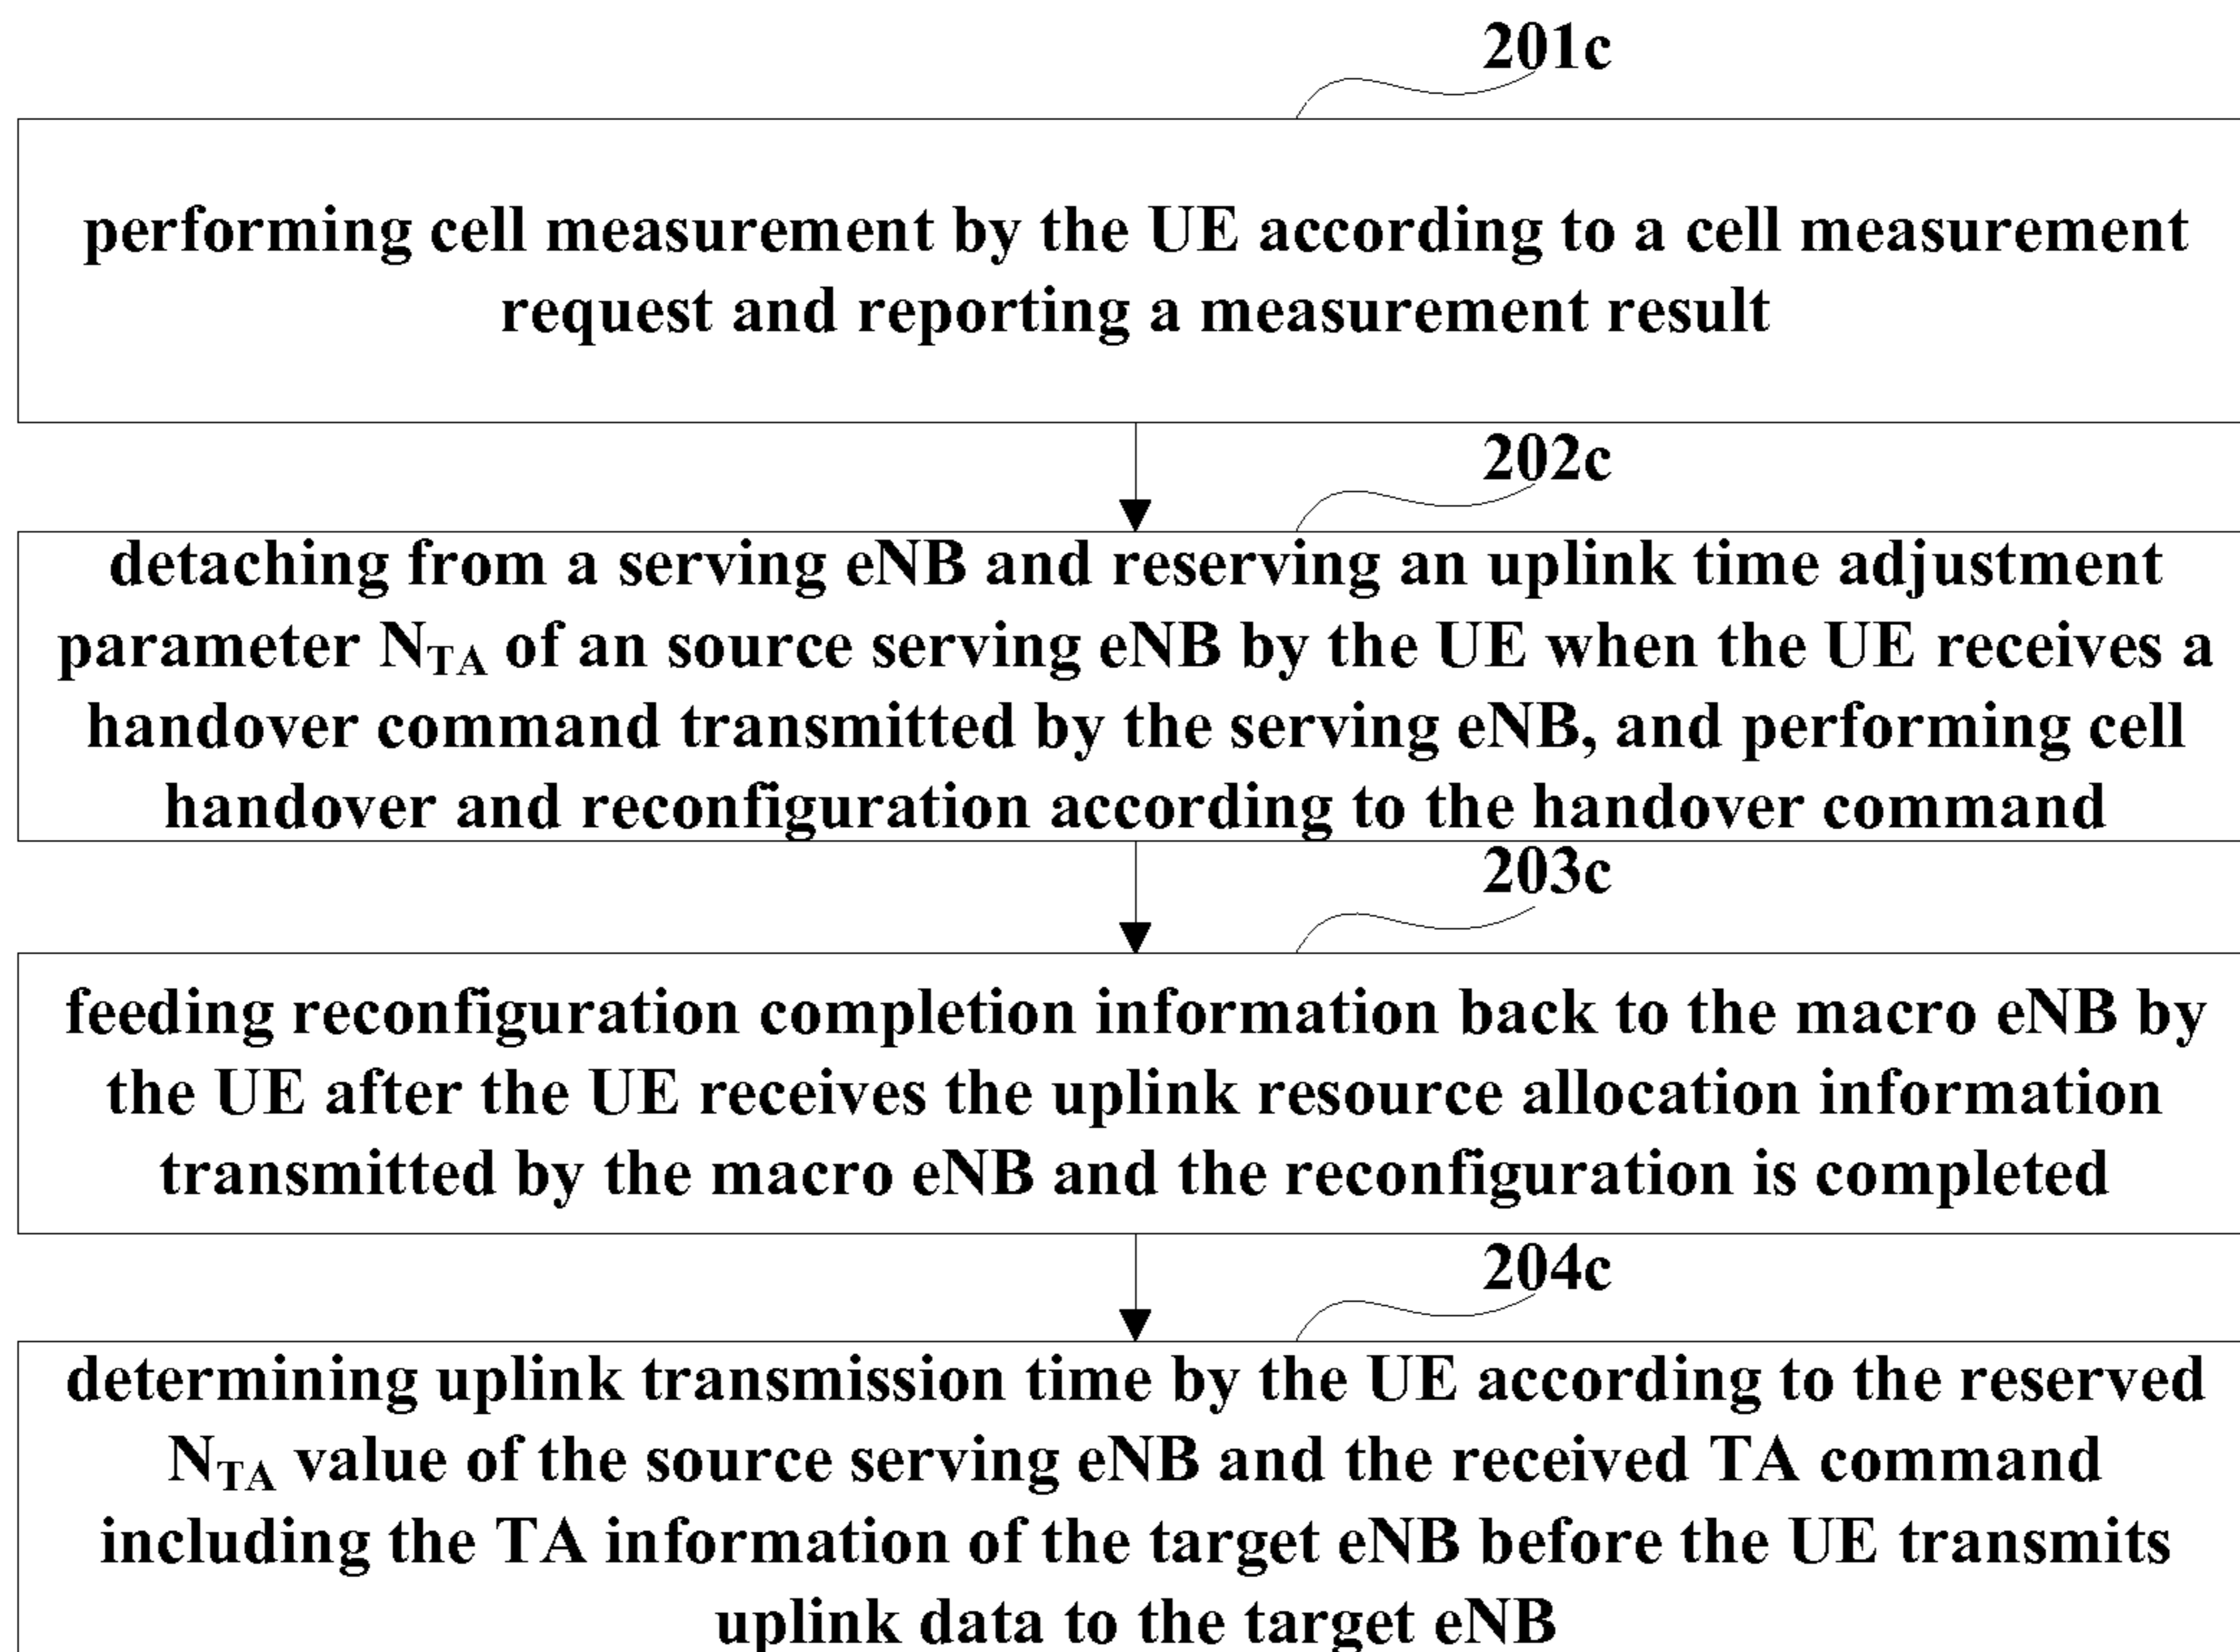 201c
performing cell measurement by the UE according to a cell measurement
request and reporting a measurement result
202c
detaching from a serving eNB and reserving an uplink time adjustment
parameter N_TA of an source serving eNB by the UE when the UE receives a
handover command transmitted by the serving eNB, and performing cell
handover and reconfiguration according to the handover command
203c
feeding reconfiguration completion information back to the macro eNB by
the UE after the UE receives the uplink resource allocation information
transmitted by the macro eNB and the reconfiguration is completed
204c
determining uplink transmission time by the UE according to the reserved
N_TA value of the source serving eNB and the received TA command
including the TA information of the target eNB before the UE transmits
uplink data to the target eNB